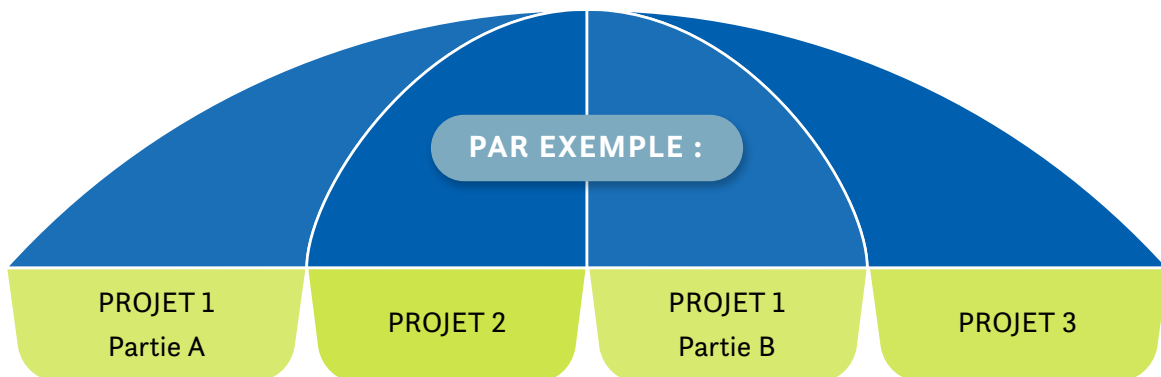 PAR EXEMPLE :
PROJET 1
Partie A
PROJET 2
PROJET 1
Partie B
PROJET 3